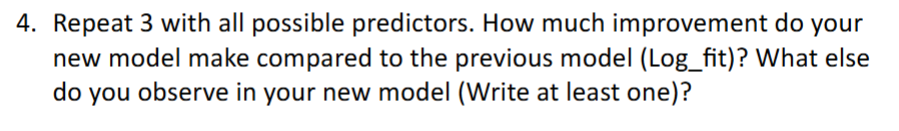 4. Repeat 3 with all possible predictors. How much improvement do your
new model make compared to the previous model (Log_fit)? What else
do you observe in your new model (Write at least one)?